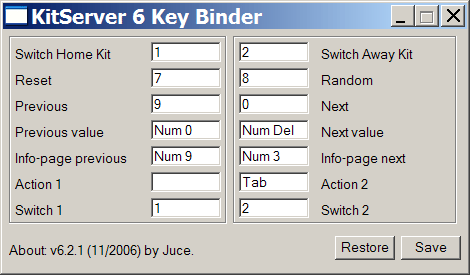 KitServer 6 Key Binder
Switch Home Kit 1 2 Switch Away Kit
Reset 7 8 Random
Previous 9 0 Next
Previous value Num 0 Num Del Next value
Info-page previous Num 9 Num 3 Info-page next
Action 1 Tab Action 2
Switch 1 1 2 Switch 2
About: v6.2.1 (11/2006) by Juce. Restore Save